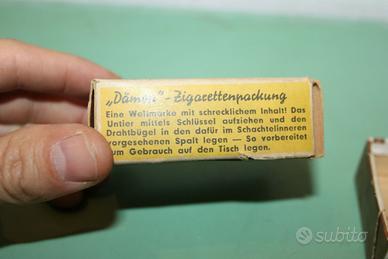 „Dämon"-Zigarettenpackung
Eine Weltmarke mit schrecklichem Inhalt! Das
Untier mittels Schlüssel aufziehen und den
Drahtbügel in den dafür im Schachtelinneren
vorgesehenen Spalt legen — So vorbereitet
zum Gebrauch auf den Tisch legen.
subito